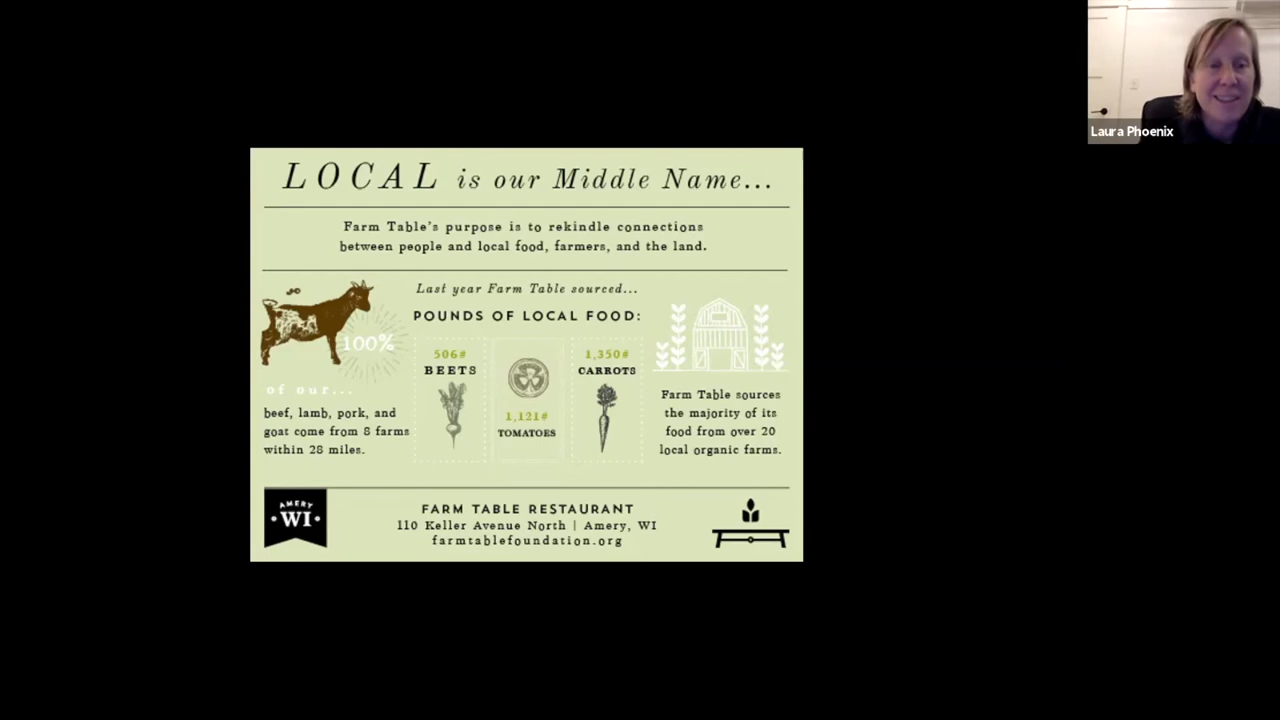 Laura Phoenix
LOCAL is our Middle Name...
Farm Table's purpose is to rekindle connections
between people and local food, farmers, and the land.
100%
of our...
beef, lamb, pork, and
goat come from 8 farms
within 28 miles.
Last year Farm Table sourced...
POUNDS OF LOCAL FOOD:
506#
BEETS
1,121#
TOMATOES
1,350#
CARROTS
Farm Table sources
the majority of its
food from over 20
local organic farms.
AMERY
WI
FARM TABLE RESTAURANT
110 Keller Avenue North | Amery, WI
farmtablefoundation.org